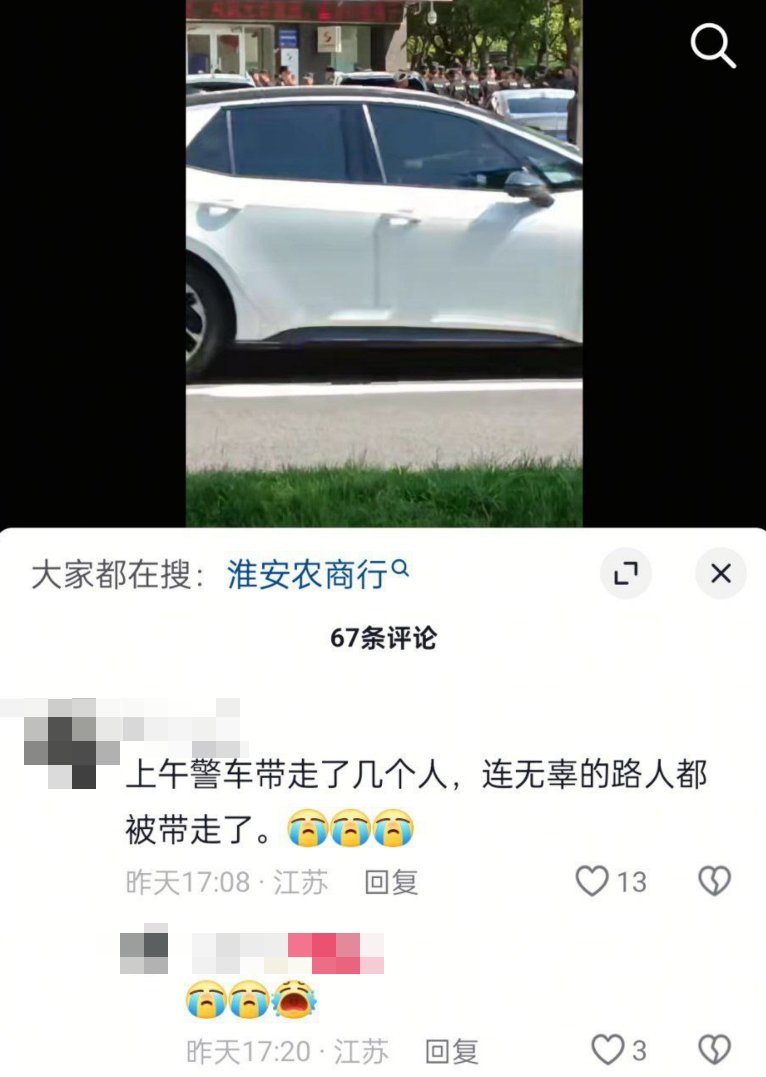 大家都在搜：淮安农商行
67条评论
上午警车带走了几个人，连无辜的路人都
被带走了。😭😭😭
昨天17:08 · 江苏 回复 13
😭😭😭
昨天17:20 · 江苏 回复 3